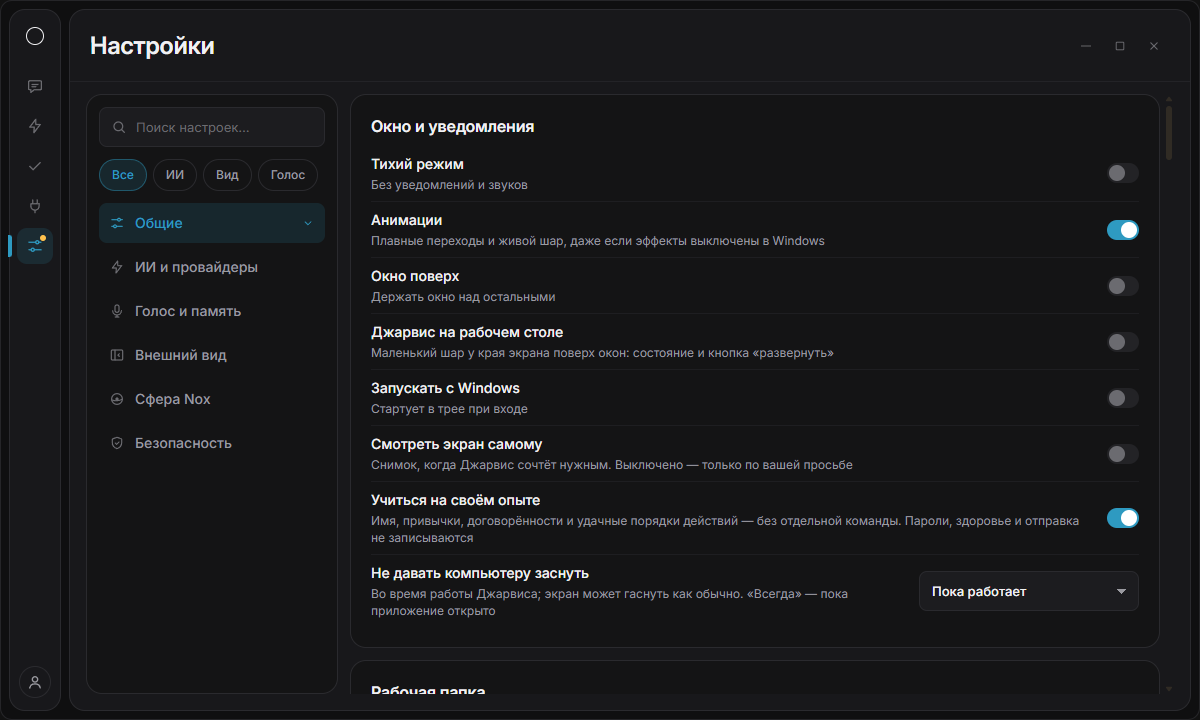 Настройки
Поиск настроек...
Все
ИИ
Вид
Голос
Общие
ИИ и провайдеры
Голос и память
Внешний вид
Сфера Nox
Безопасность
Окно и уведомления
Тихий режим
Без уведомлений и звуков
Анимации
Плавные переходы и живой шар, даже если эффекты выключены в Windows
Окно поверх
Держать окно над остальными
Джарвис на рабочем столе
Маленький шар у края экрана поверх окон: состояние и кнопка «развернуть»
Запускать с Windows
Стартует в трее при входе
Смотреть экран самому
Снимок, когда Джарвис сочтёт нужным. Выключено — только по вашей просьбе
Учиться на своём опыте
Имя, привычки, договорённости и удачные порядки действий — без отдельной команды. Пароли, здоровье и отправка
не записываются
Не давать компьютеру заснуть
Во время работы Джарвиса; экран может гаснуть как обычно. «Всегда» — пока
приложение открыто
Пока работает
Рабочая папка